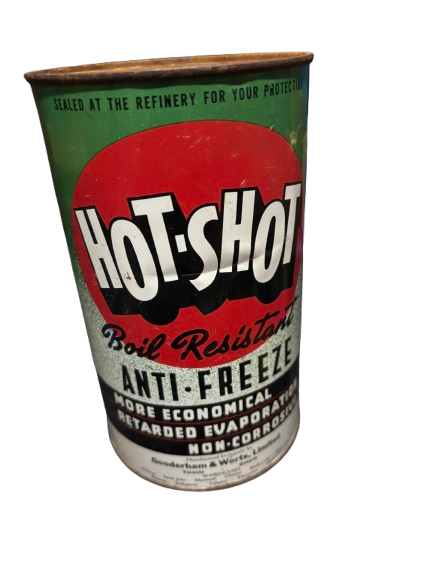 SEALED AT THE REFINERY FOR YOUR PROTECTION
HOT-SHOT
Boil Resistant
ANTI-FREEZE
MORE ECONOMICAL
RETARDED EVAPORATION
NON-CORROSIVE
Gooderham & Worts, Limited